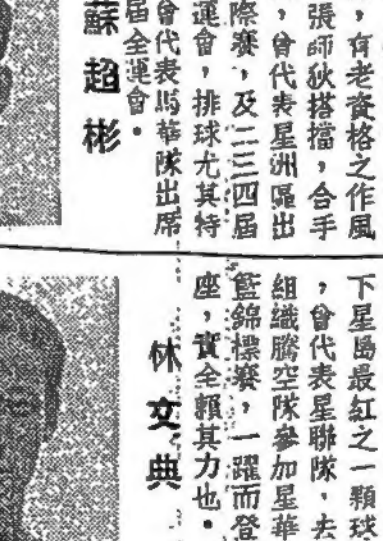 ，有老資格之作風
張師狄搭擋，合手
，曾代表星洲區出
際賽，及二三四屆
運會，排球尤其特
曾代表馬華隊出席
屆全運會。
蘇超彬
下星島最紅之一顆球
，曾代表星聯隊，去
組織騰空隊參加星華
籃錦標賽，一躍而登
座，實全賴其力也。
林文典